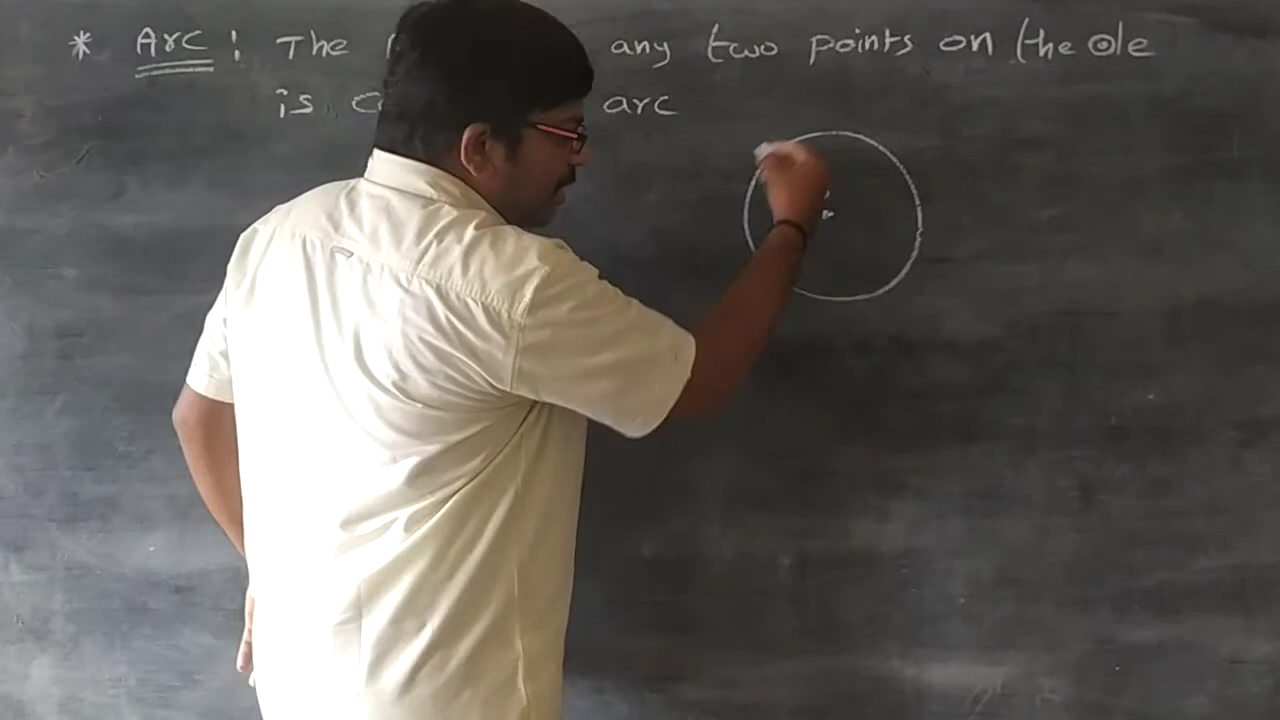 * Arc : The any two points on the ⊙le
is arc